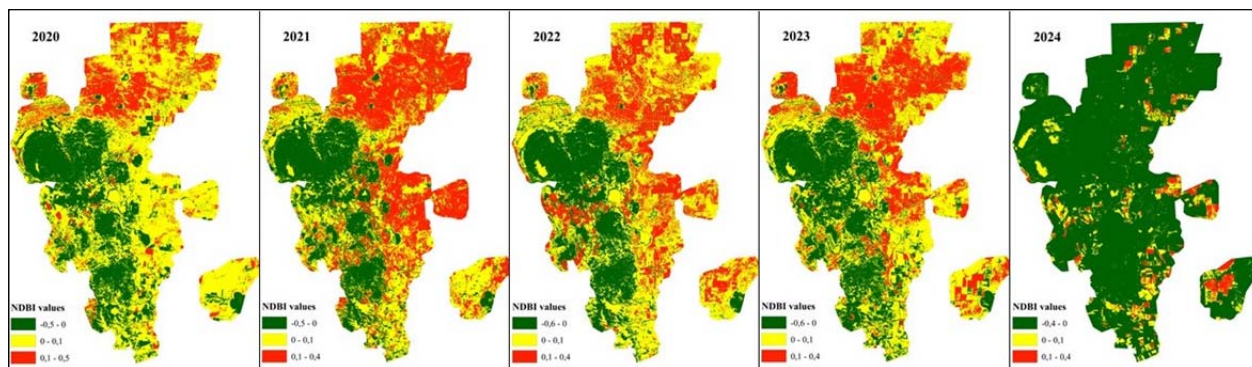 2020
NDBI values
-0,5 - 0
0 - 0,1
0,1 - 0,5
2021
NDBI values
-0,5 - 0
0 - 0,1
0,1 - 0,4
2022
NDBI values
-0,6 - 0
0 - 0,1
0,1 - 0,4
2023
NDBI values
-0,6 - 0
0 - 0,1
0,1 - 0,4
2024
NDBI values
-0,4 - 0
0 - 0,1
0,1 - 0,4